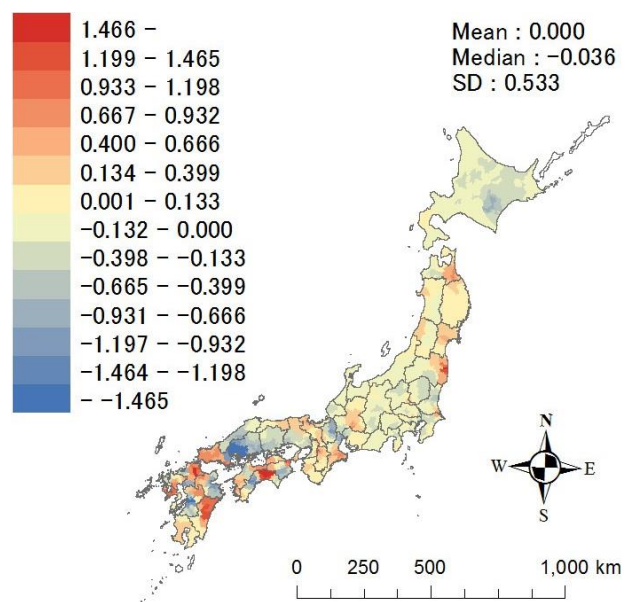 1.466 -
1.199 - 1.465
0.933 - 1.198
0.667 - 0.932
0.400 - 0.666
0.134 - 0.399
0.001 - 0.133
-0.132 - 0.000
-0.398 - -0.133
-0.665 - -0.399
-0.931 - -0.666
-1.197 - -0.932
-1.464 - -1.198
- -1.465
Mean : 0.000
Median : -0.036
SD : 0.533
N
W E
S
0 250 500 1,000 km